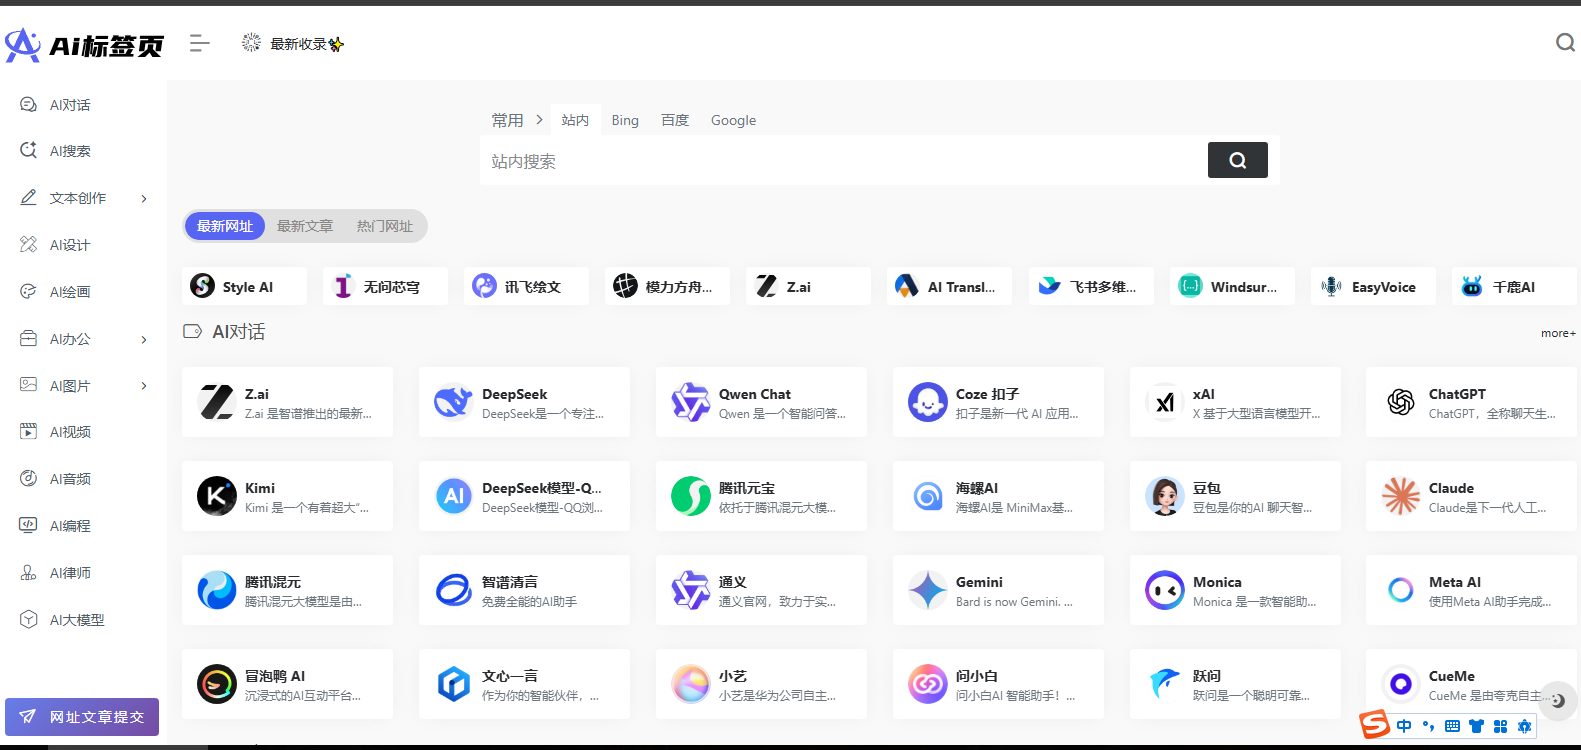 Ai标签页
最新收录✨
AI对话
AI搜索
文本创作
AI设计
AI绘画
AI办公
AI图片
AI视频
AI音频
AI编程
AI律师
AI大模型
网址文章提交
常用 站内 Bing 百度 Google
站内搜索
最新网址 最新文章 热门网址
Style AI 无问芯穹 讯飞绘文 模力方舟... Z.ai AI Transl... 飞书多维... Windsur... EasyVoice 千鹿AI
AI对话 more+
Z.ai
Z.ai 是智谱推出的最新...
DeepSeek
DeepSeek是一个专注...
Qwen Chat
Qwen 是一个智能问答...
Coze 扣子
扣子是新一代 AI 应用...
xAI
X 基于大型语言模型开...
ChatGPT
ChatGPT，全称聊天生...
Kimi
Kimi 是一个有着超大“...
AI
DeepSeek模型-Q...
DeepSeek模型-QQ浏...
腾讯元宝
依托于腾讯混元大模...
海螺AI
海螺AI是 MiniMax基...
豆包
豆包是你的AI 聊天智...
Claude
Claude是下一代人工...
腾讯混元
腾讯混元大模型是由...
智谱清言
免费全能的AI助手
通义
通义官网，致力于实...
Gemini
Bard is now Gemini. ...
Monica
Monica 是一款智能助...
Meta AI
使用Meta AI助手完成...
冒泡鸭 AI
沉浸式的AI互动平台...
文心一言
作为你的智能伙伴，...
小艺
小艺是华为公司自主...
问小白
问小白AI 智能助手！...
跃问
跃问是一个聪明可靠...
CueMe
CueMe 是由夸克自主...
中